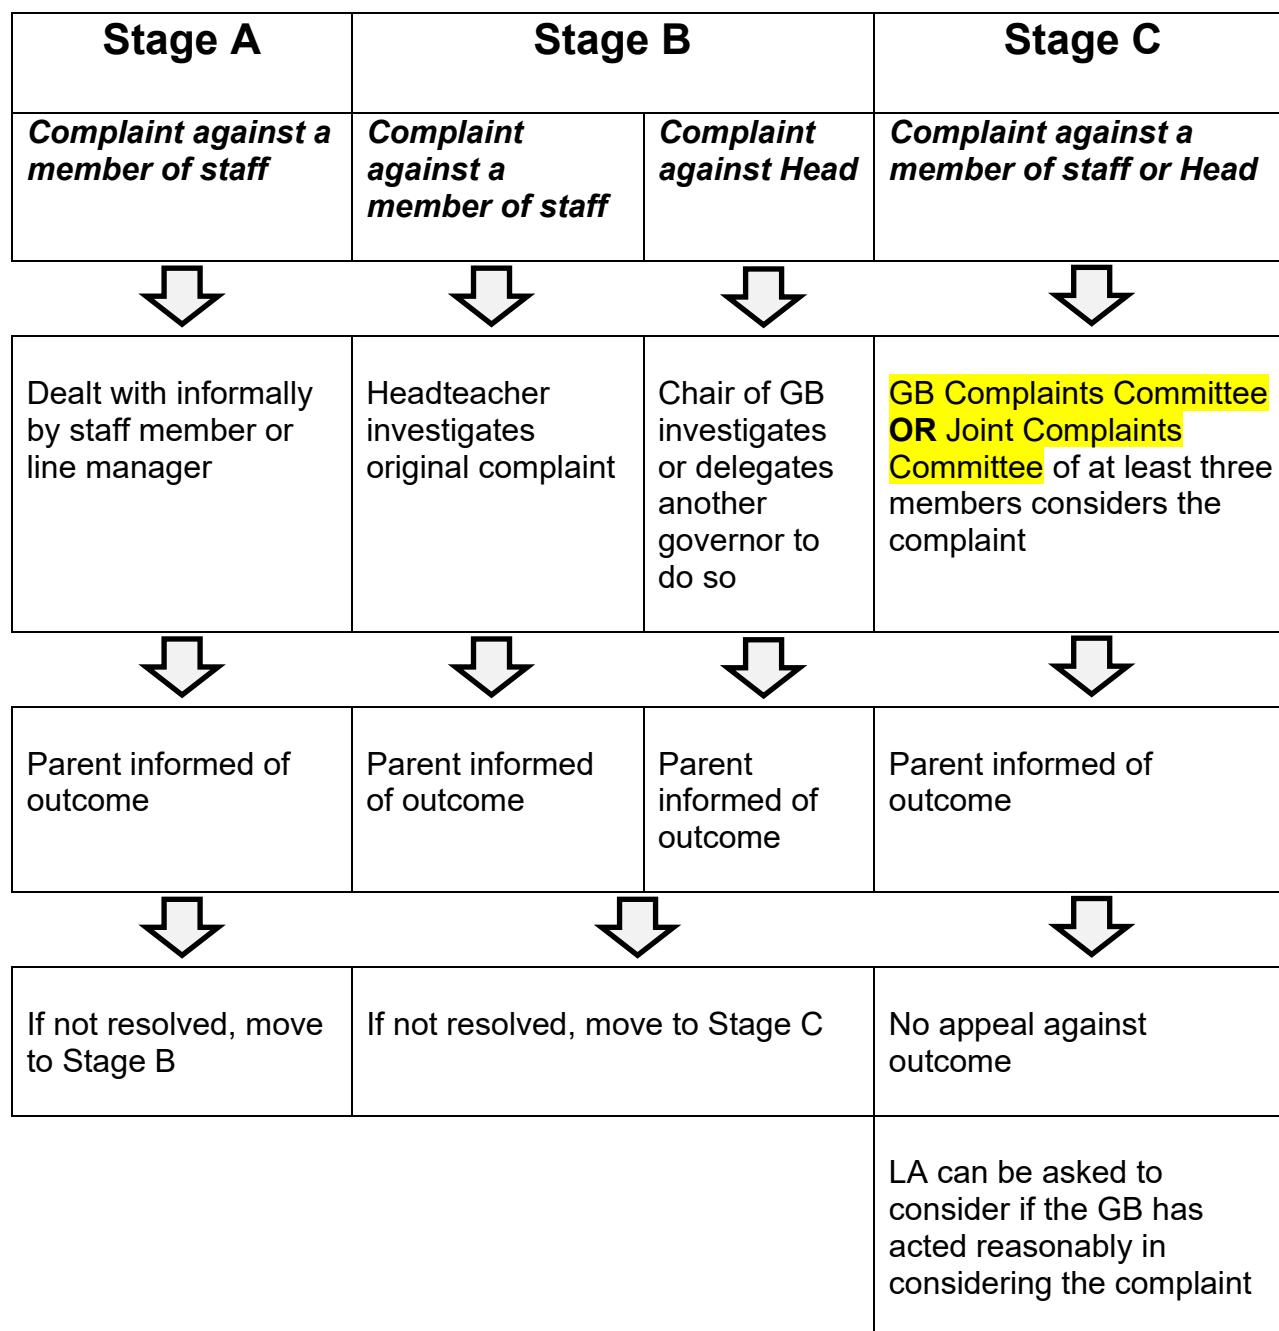 Stage A
Stage B
Stage C
Complaint against a
member of staff
Complaint
against a
member of staff
Complaint
against Head
Complaint against a
member of staff or Head
Dealt with informally
by staff member or
line manager
Headteacher
investigates
original complaint
Chair of GB
investigates
or delegates
another
governor to
do so
GB Complaints Committee
OR Joint Complaints
Committee of at least three
members considers the
complaint
Parent informed of
outcome
Parent informed
of outcome
Parent
informed of
outcome
Parent informed of
outcome
If not resolved, move
to Stage B
If not resolved, move to Stage C
No appeal against
outcome
LA can be asked to
consider if the GB has
acted reasonably in
considering the complaint